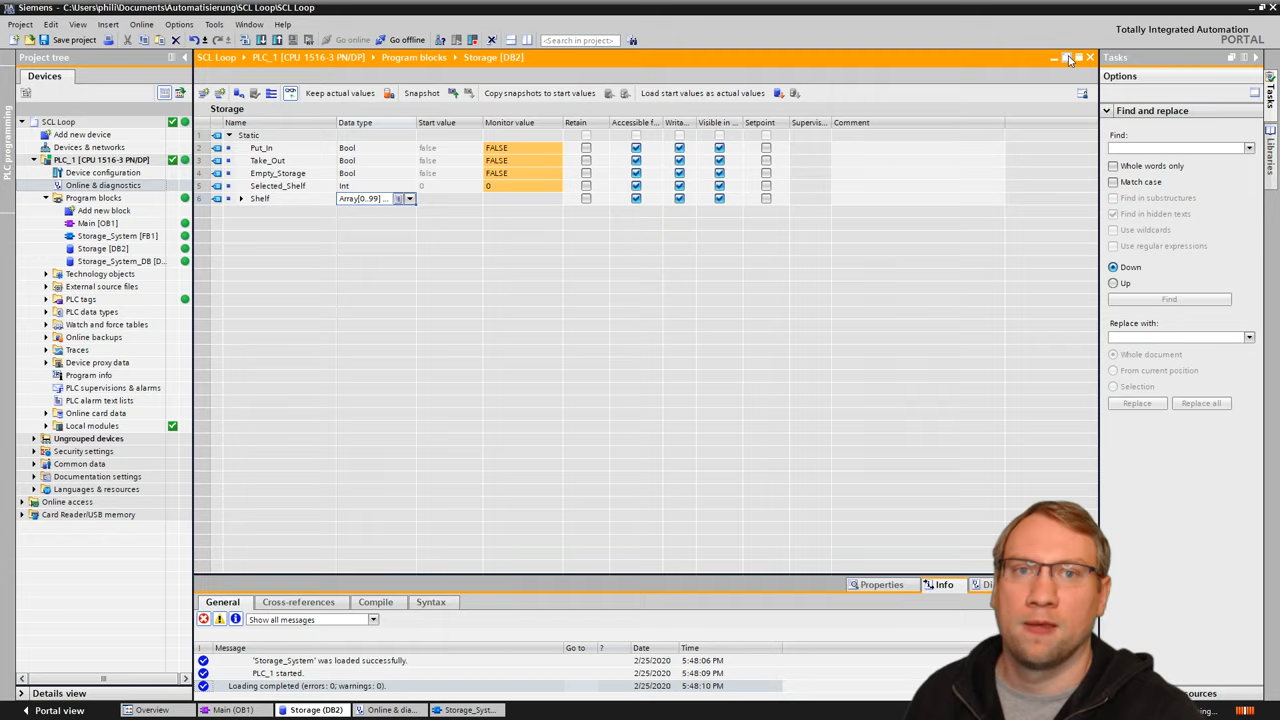 Siemens - C:\Users\phili\Documents\Automatisierung\SCL Loop\SCL Loop
Project Edit View Insert Online Options Tools Window Help
Totally Integrated Automation
PORTAL
Save project Go online Go offline <Search in project>
Project tree
SCL Loop PLC_1 [CPU 1516-3 PN/DP] Program blocks Storage [DB2]
Tasks
Devices
Options
Keep actual values Snapshot Copy snapshots to start values Load start values as actual values
Storage
Name Data type Start value Monitor value Retain Accessible f... Writa... Visible in ... Setpoint Supervis... Comment
1 Static
2 Put_In Bool false FALSE
3 Take_Out Bool false FALSE
4 Empty_Storage Bool false FALSE
5 Selected_Shelf Int 0 0
6 Shelf Array[0..99] ...
SCL Loop
Add new device
Devices & networks
PLC_1 [CPU 1516-3 PN/DP]
Device configuration
Online & diagnostics
Program blocks
Add new block
Main [OB1]
Storage_System [FB1]
Storage [DB2]
Storage_System_DB [D...
Technology objects
External source files
PLC tags
PLC data types
Watch and force tables
Online backups
Traces
Device proxy data
Program info
PLC supervisions & alarms
PLC alarm text lists
Online card data
Local modules
Ungrouped devices
Security settings
Common data
Documentation settings
Languages & resources
Online access
Card Reader/USB memory
Details view
PLC programming
Find and replace
Find:
Whole words only
Match case
Find in substructures
Find in hidden texts
Use wildcards
Use regular expressions
Down
Up
Find
Replace with:
Whole document
From current position
Selection
Replace Replace all
Tasks
Libraries
Properties Info
General Cross-references Compile Syntax
Show all messages
Message Go to ? Date Time
'Storage_System' was loaded successfully. 2/25/2020 5:48:06 PM
PLC_1 started. 2/25/2020 5:48:09 PM
Loading completed (errors: 0; warnings: 0). 2/25/2020 5:48:10 PM
Portal view Overview Main (OB1) Storage (DB2) Online & dia... Storage_Syst...